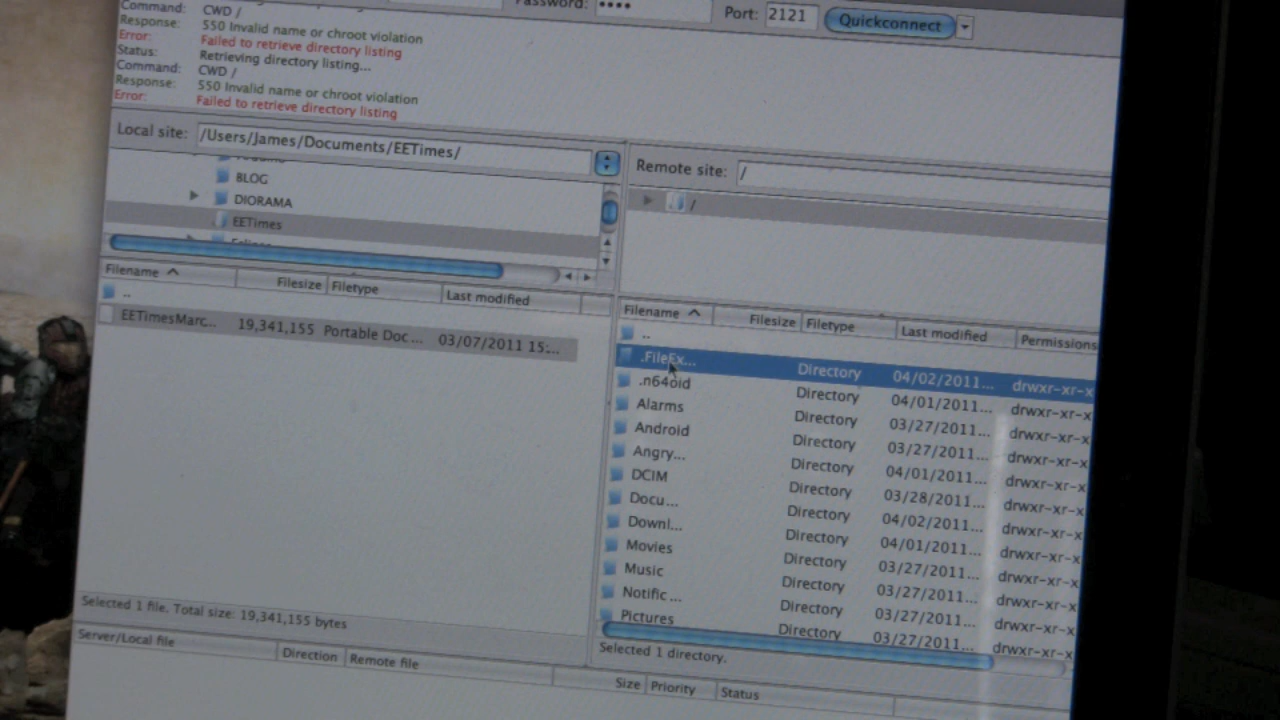 Password: •••• Port: 2121 Quickconnect
Command: CWD /
Response: 550 Invalid name or chroot violation
Error: Failed to retrieve directory listing
Status: Retrieving directory listing...
Command: CWD /
Response: 550 Invalid name or chroot violation
Error: Failed to retrieve directory listing
Local site: /Users/James/Documents/EETimes/
BLOG
DIORAMA
EETimes
Filename Filesize Filetype Last modified
..
EETimesMarc... 19,341,155 Portable Doc... 03/07/2011 15:...
Selected 1 file. Total size: 19,341,155 bytes
Remote site: /
/
Filename Filesize Filetype Last modified Permissions
..
.FileEx... Directory 04/02/2011... drwxr-xr-x
.n64oid Directory 04/01/2011... drwxr-xr-x
Alarms Directory 03/27/2011... drwxr-xr-x
Android Directory 03/27/2011... drwxr-xr-x
Angry... Directory 04/01/2011... drwxr-xr-x
DCIM Directory 03/28/2011... drwxr-xr-x
Docu... Directory 04/02/2011... drwxr-xr-x
Downl... Directory 04/01/2011... drwxr-xr-x
Movies Directory 03/27/2011... drwxr-xr-x
Music Directory 03/27/2011... drwxr-xr-x
Notific... Directory 03/27/2011... drwxr-xr-x
Pictures Directory 03/27/2011... drwxr-xr-x
Selected 1 directory.
Server/Local file Direction Remote file Size Priority Status